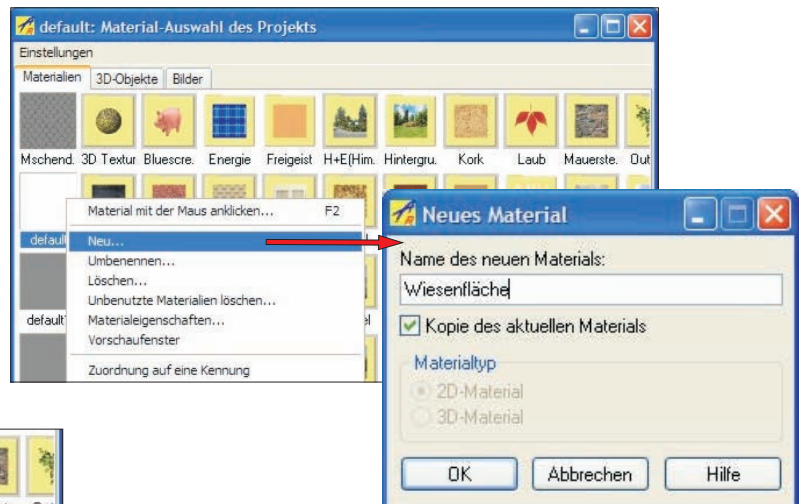 default: Material-Auswahl des Projekts
Einstellungen
Materialien 3D-Objekte Bilder
Mschend. 3D Textur Bluescre. Energie Freigeist H+E(Him. Hintergru. Kork Laub Mauerste. Out
default
Material mit der Maus anklicken... F2
Neu...
Umbenennen...
Löschen...
Unbenutzte Materialien löschen...
default
Materialeigenschaften...
Vorschaufenster
Zuordnung auf eine Kennung
Neues Material
Name des neuen Materials:
Wiesenfläche
Kopie des aktuellen Materials
Materialtyp
2D-Material
3D-Material
OK Abbrechen Hilfe